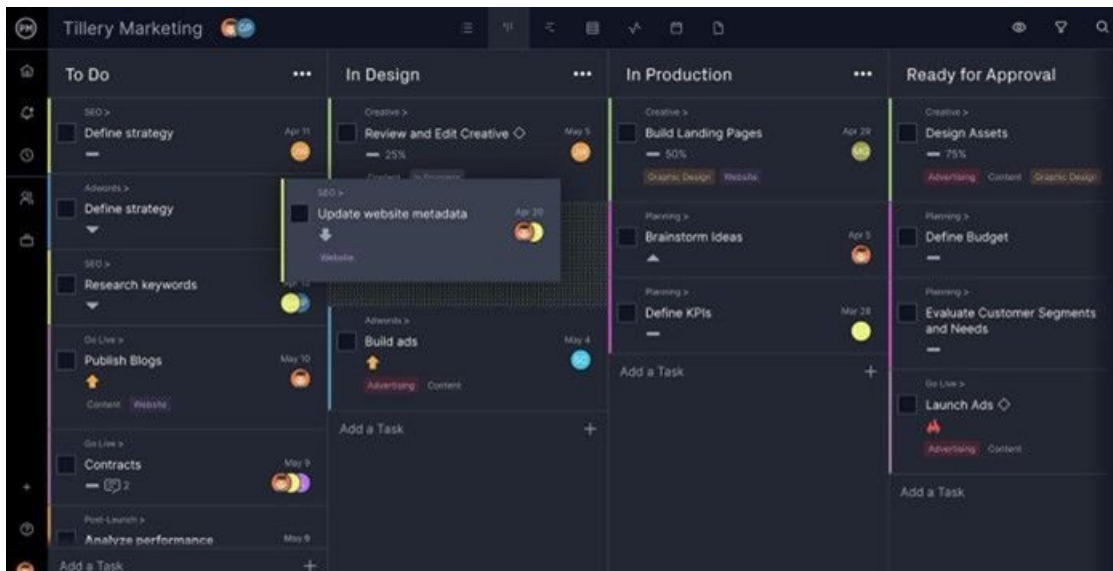 PM
Tillery Marketing
GP
To Do
SEO >
Define strategy
Apr 11
Adwords >
Define strategy
SEO >
Research keywords
Go Live >
Publish Blogs
May 10
Content Website
Go Live >
Contracts
May 9
2
Post-Launch >
Analyze performance
May 9
Add a Task
In Design
Creative >
Review and Edit Creative
May 5
25%
SEO >
Update website metadata
Apr 20
Website
Adwords >
Build ads
May 4
Advertising Content
Add a Task
In Production
Creative >
Build Landing Pages
Apr 29
MG
50%
Graphic Design Website
Planning >
Brainstorm Ideas
Apr 5
Planning >
Define KPIs
Mar 28
Add a Task
Ready for Approval
Creative >
Design Assets
75%
Advertising Content Graphic Design
Planning >
Define Budget
Planning >
Evaluate Customer Segments
and Needs
Go Live >
Launch Ads
Advertising Content
Add a Task